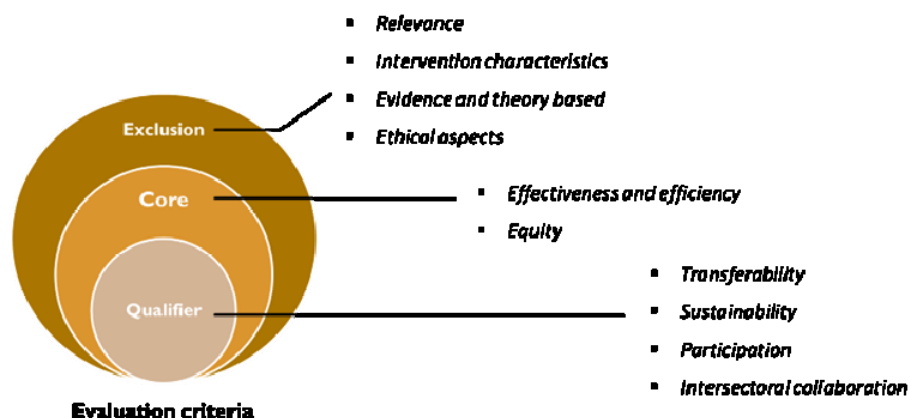 ▪ Relevance
▪ Intervention characteristics
▪ Evidence and theory based
▪ Ethical aspects
Exclusion
Core
▪ Effectiveness and efficiency
▪ Equity
Qualifier
▪ Transferability
▪ Sustainability
▪ Participation
▪ Intersectoral collaboration
Evaluation criteria